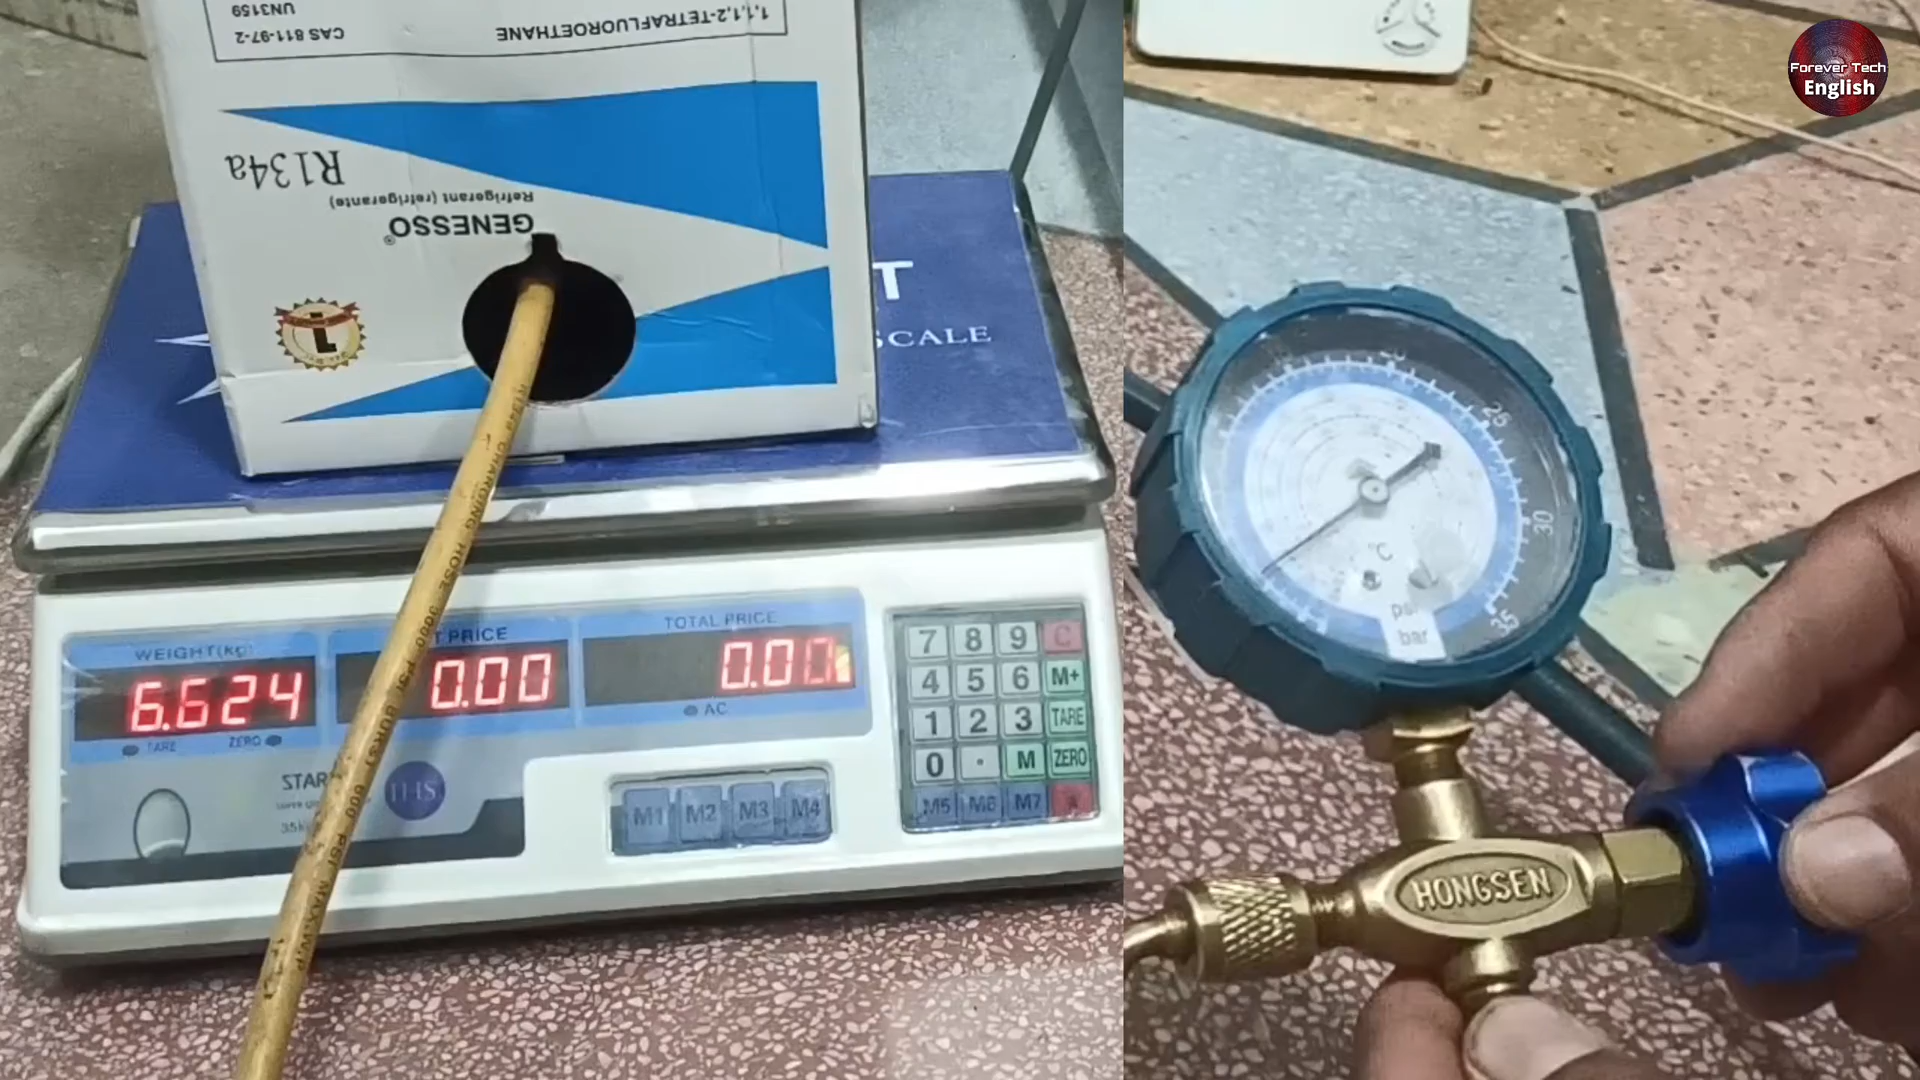 1,1,1,2-TETRAFLUOROETHANE
CAS 811-97-2
UN3159
R134a
Refrigerant (refrigerante)
GENESSO®
T
SCALE
WEIGHT(kg)
T PRICE
TOTAL PRICE
6.624
0.00
0.00
TARE
ZERO
AC
STAR
35k
7 8 9 C
4 5 6 M+
1 2 3 TARE
0 . M ZERO
M5 M6 M7
M1 M2 M3 M4
CHARGING HOSE
Forever Tech
English
25
30
35
°C
psi
bar
HONGSEN